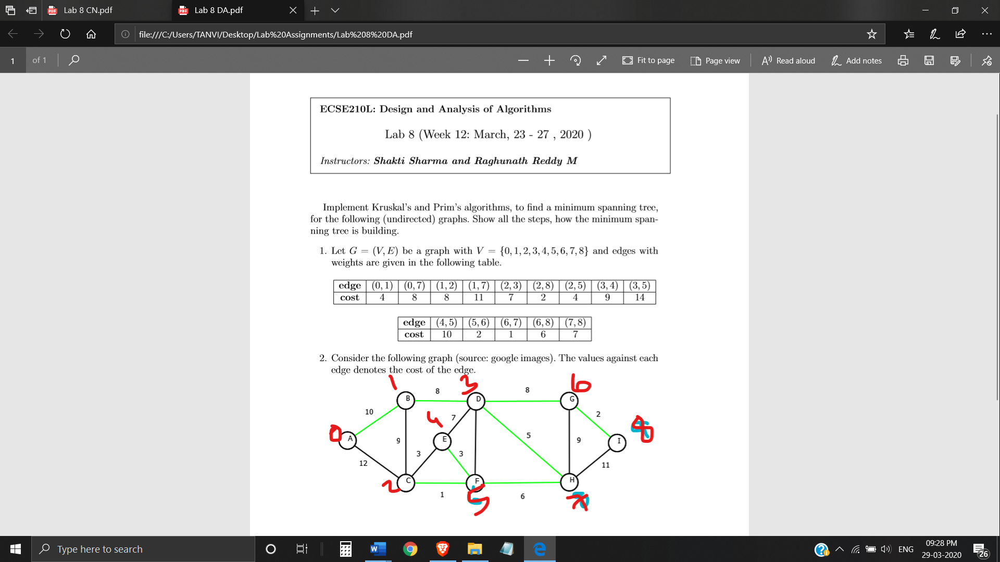 Lab 8 CN.pdf
Lab 8 DA.pdf
file:///C:/Users/TANVI/Desktop/Lab%20Assignments/Lab%208%20DA.pdf
1 of 1 Fit to page Page view Read aloud Add notes
ECSE210L: Design and Analysis of Algorithms
Lab 8 (Week 12: March, 23 - 27 , 2020 )
Instructors: Shakti Sharma and Raghunath Reddy M
Implement Kruskal's and Prim's algorithms, to find a minimum spanning tree,
for the following (undirected) graphs. Show all the steps, how the minimum span-
ning tree is building.
1. Let G = (V, E) be a graph with V = {0, 1, 2, 3, 4, 5, 6, 7, 8} and edges with
weights are given in the following table.
edge (0, 1) (0, 7) (1, 2) (1, 7) (2, 3) (2, 8) (2, 5) (3, 4) (3, 5)
cost 4 8 8 11 7 2 4 9 14
edge (4, 5) (5, 6) (6, 7) (6, 8) (7, 8)
cost 10 2 1 6 7
2. Consider the following graph (source: google images). The values against each
edge denotes the cost of the edge.
1 3 6
8 8
B D G
10 4 7 2 8
0 A 9 E 5 9 I
3 3
12 11
2 C F H
1 5 6 7
Type here to search
ENG
09:28 PM
29-03-2020
26